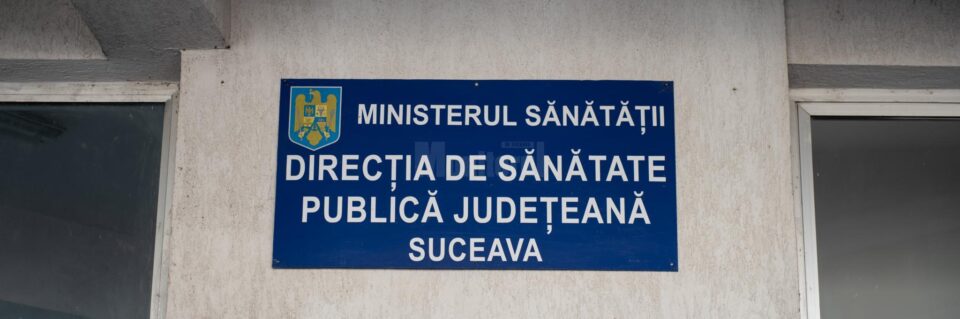 MINISTERUL SĂNĂTĂȚII
DIRECȚIA DE SĂNĂTATE
PUBLICĂ JUDEȚEANĂ
SUCEAVA